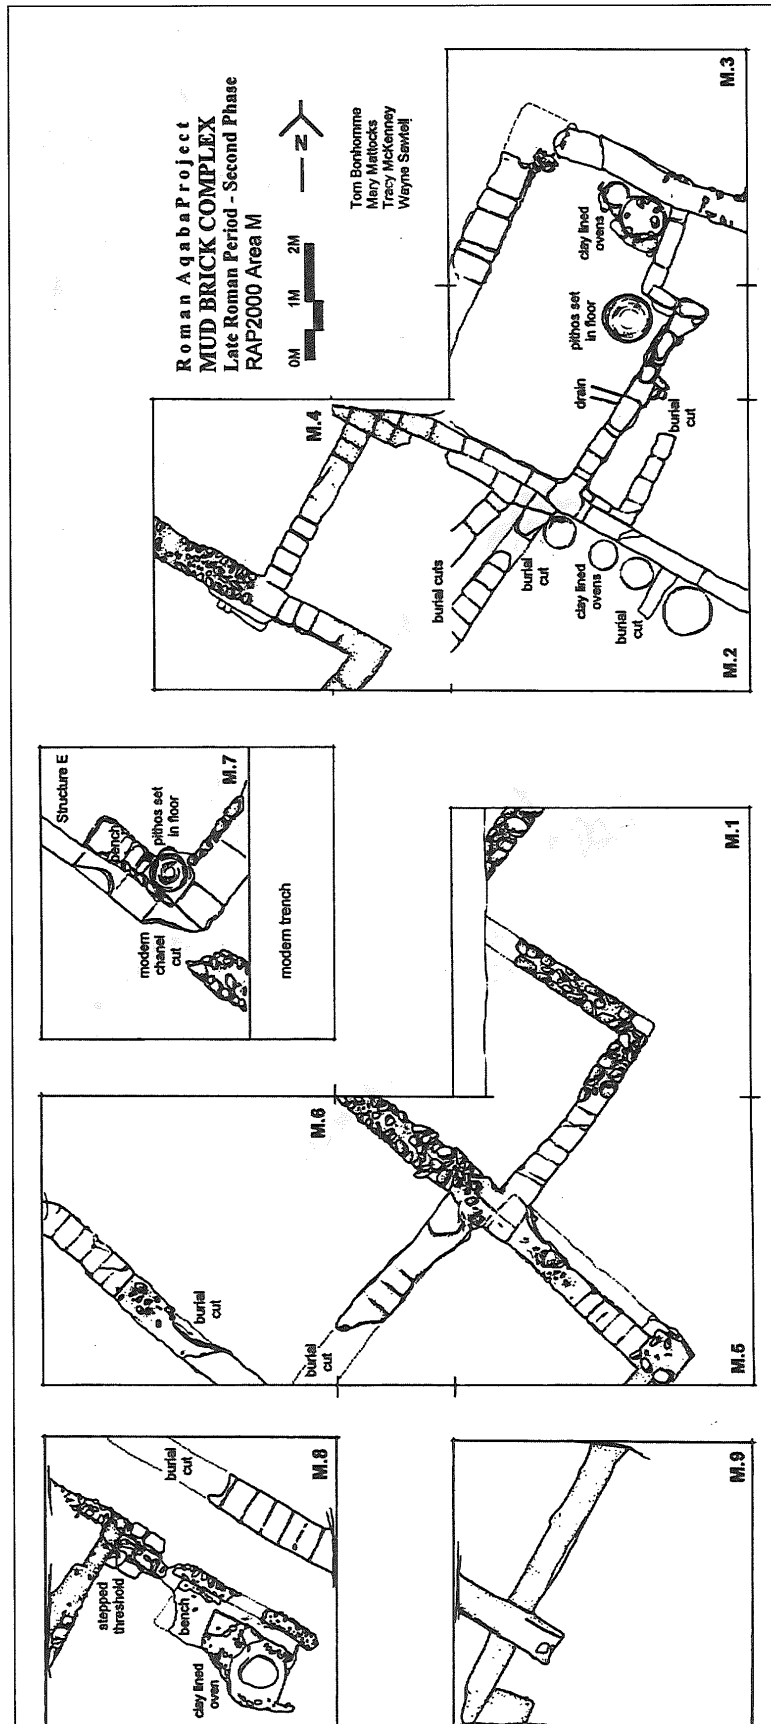 Roman AqabaProject
MUD BRICK COMPLEX
Late Roman Period - Second Phase
RAP2000 Area M
0M 1M 2M
N
Tom Bonhomme
Mary Mattocks
Tracy McKenney
Wayne Sawtell
M.3
clay lined
ovens
pithos set
in floor
drain
burial
cut
M.4
burial cuts
burial
cut
clay lined
ovens
burial
cut
M.2
Structure E
bench
pithos set
in floor
M.7
modern
chanel
cut
modern trench
M.1
M.6
burial
cut
burial
cut
M.5
burial
cut
M.8
stepped
threshold
bench
clay lined
oven
M.9